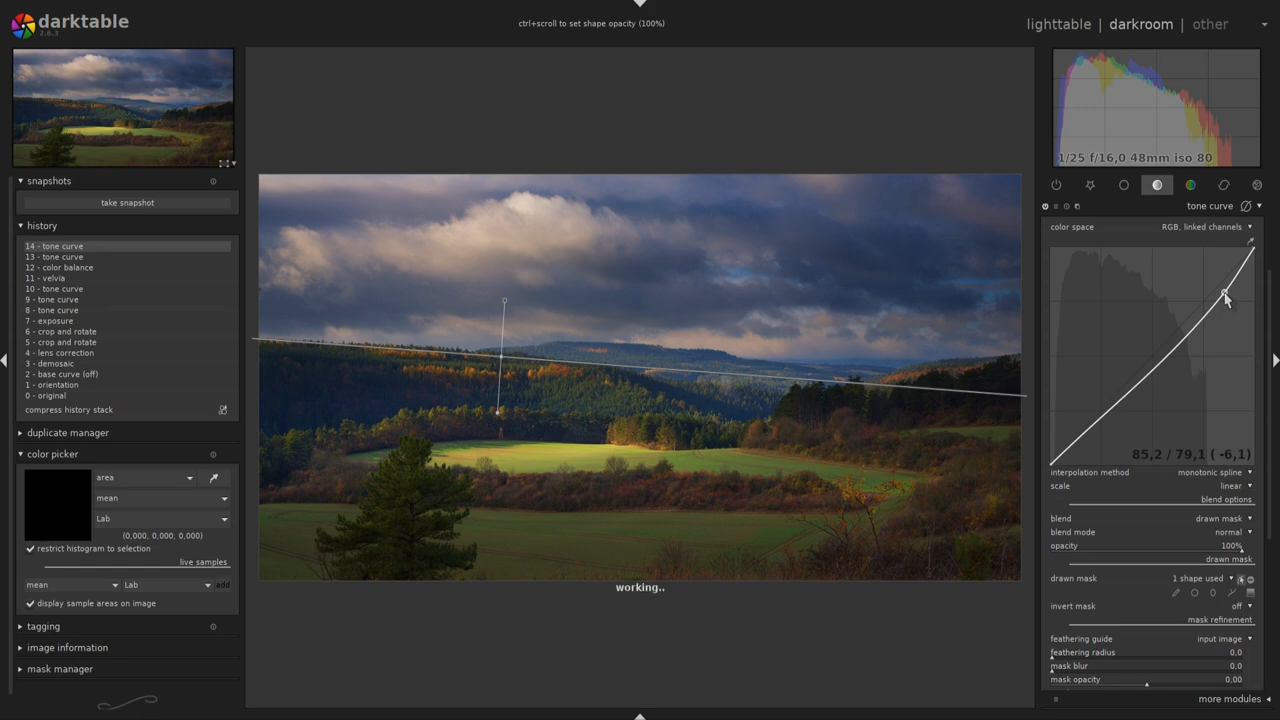 darktable
2.6.3
ctrl+scroll to set shape opacity (100%)
lighttable | darkroom | other
snapshots
take snapshot
history
14 - tone curve
13 - tone curve
12 - color balance
11 - velvia
10 - tone curve
9 - tone curve
8 - tone curve
7 - exposure
6 - crop and rotate
5 - crop and rotate
4 - lens correction
3 - demosaic
2 - base curve (off)
1 - orientation
0 - original
compress history stack
duplicate manager
color picker
area
mean
Lab
(0,000, 0,000, 0,000)
restrict histogram to selection
live samples
mean Lab add
display sample areas on image
tagging
image information
mask manager
working..
1/25 f/16,0 48mm iso 80
tone curve
color space RGB, linked channels
85,2 / 79,1 ( -6,1)
interpolation method monotonic spline
scale linear
blend options
blend drawn mask
blend mode normal
opacity 100%
drawn mask
drawn mask 1 shape used
invert mask off
mask refinement
feathering guide input image
feathering radius 0,0
mask blur 0,0
mask opacity 0,00
more modules